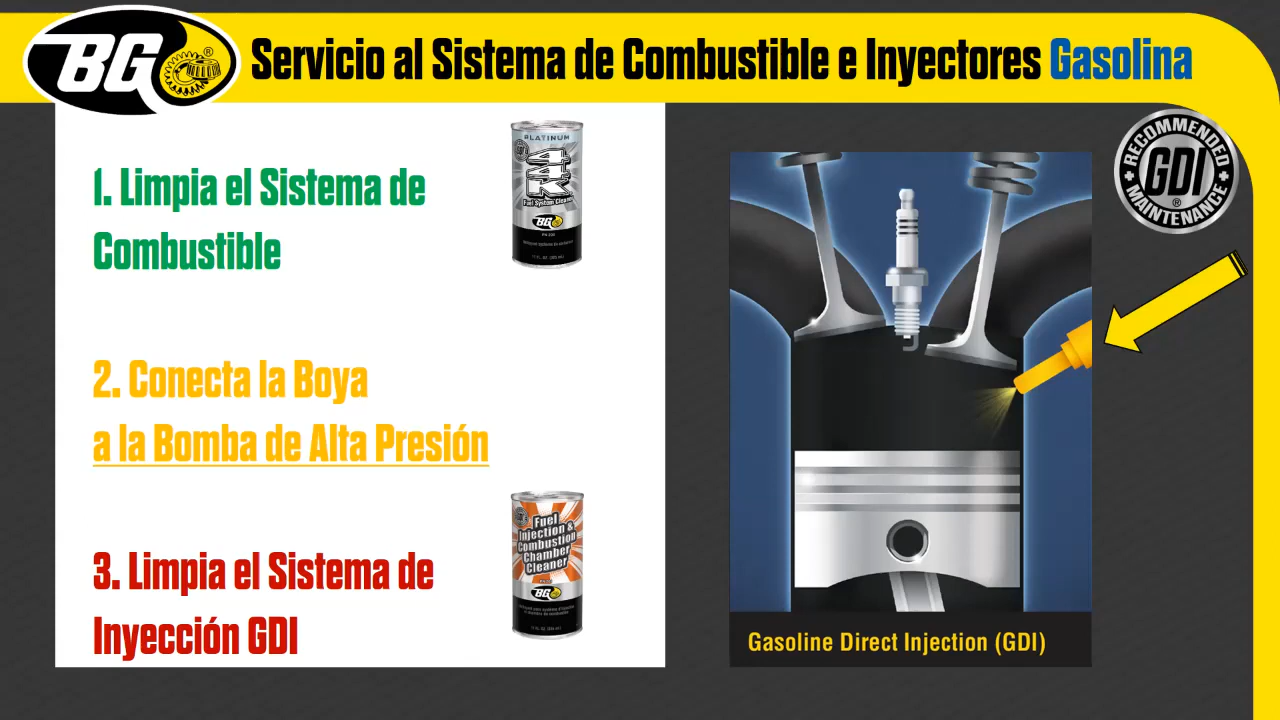 BG®
Servicio al Sistema de Combustible e Inyectores Gasolina
1. Limpia el Sistema de
Combustible
PLATINUM
GDI
44K
Fuel System Cleaner
BG
2. Conecta la Boya
a la Bomba de Alta Presión
3. Limpia el Sistema de
Inyección GDI
GDI
Fuel
Injection &
Combustion
Chamber
Cleaner
BG
RECOMMENDED
GDI
®
MAINTENANCE
Gasoline Direct Injection (GDI)